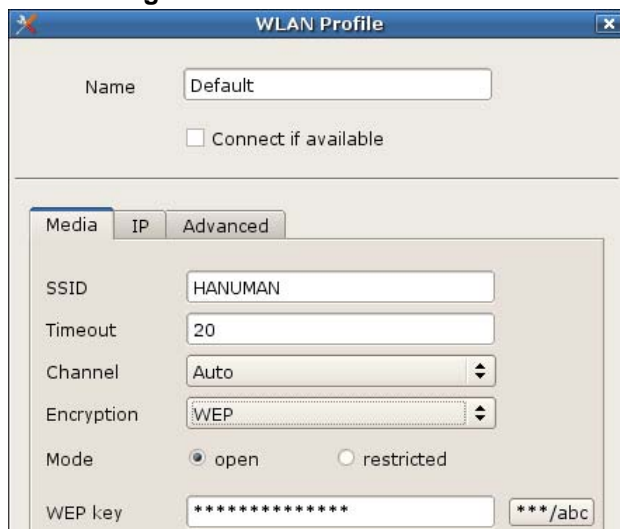 WLAN Profile
Name Default
Connect if available
Media IP Advanced
SSID HANUMAN
Timeout 20
Channel Auto
Encryption WEP
Mode open restricted
WEP key ************** ***/abc